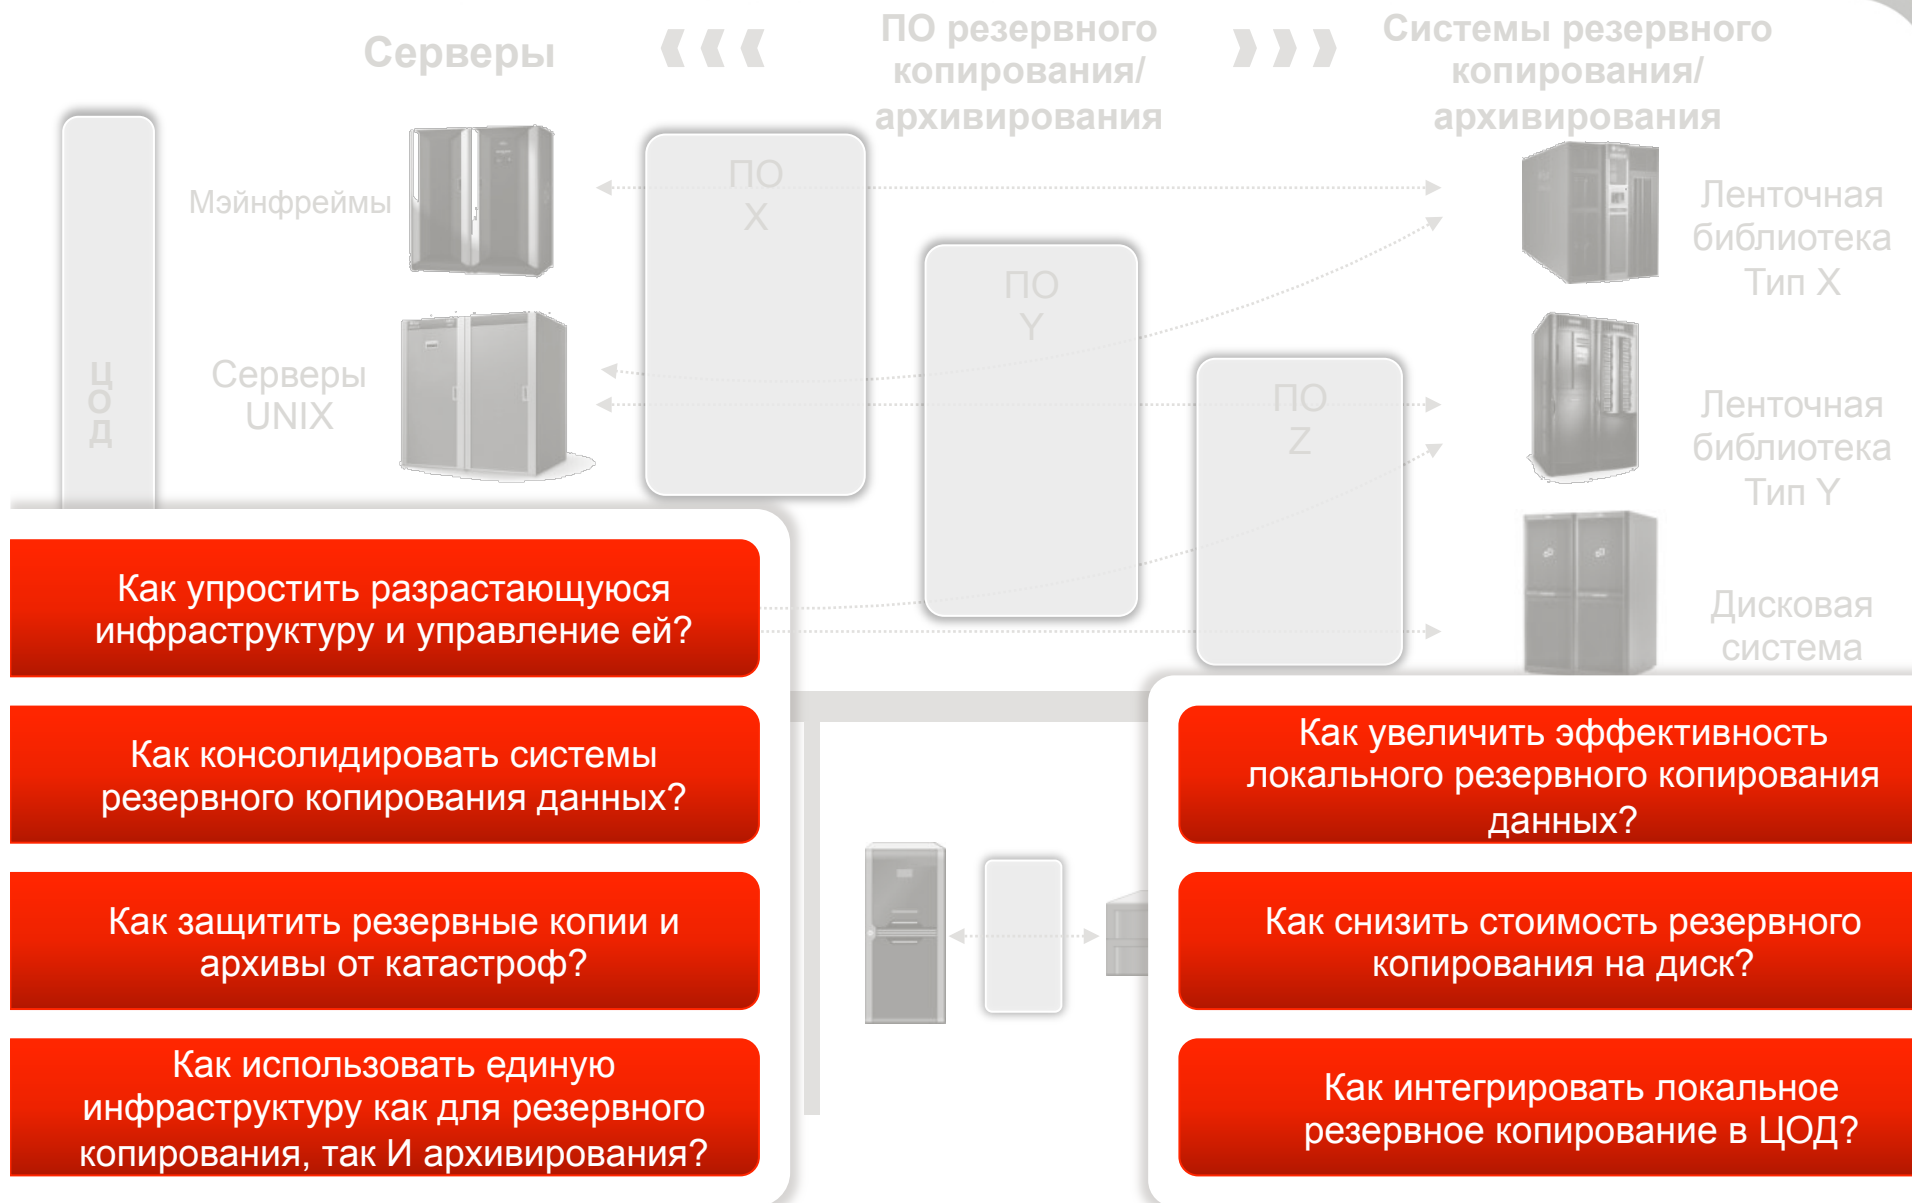 Серверы
ПО резервного
копирования/
архивирования
Системы резервного
копирования/
архивирования
ЦОД
Мэйнфреймы
ПО
X
Ленточная
библиотека
Тип X
ПО
Y
Серверы
UNIX
ПО
Z
Ленточная
библиотека
Тип Y
Дисковая
система
Как упростить разрастающуюся
инфраструктуру и управление ей?
Как консолидировать системы
резервного копирования данных?
Как защитить резервные копии и
архивы от катастроф?
Как использовать единую
инфраструктуру как для резервного
копирования, так И архивирования?
Как увеличить эффективность
локального резервного копирования
данных?
Как снизить стоимость резервного
копирования на диск?
Как интегрировать локальное
резервное копирование в ЦОД?